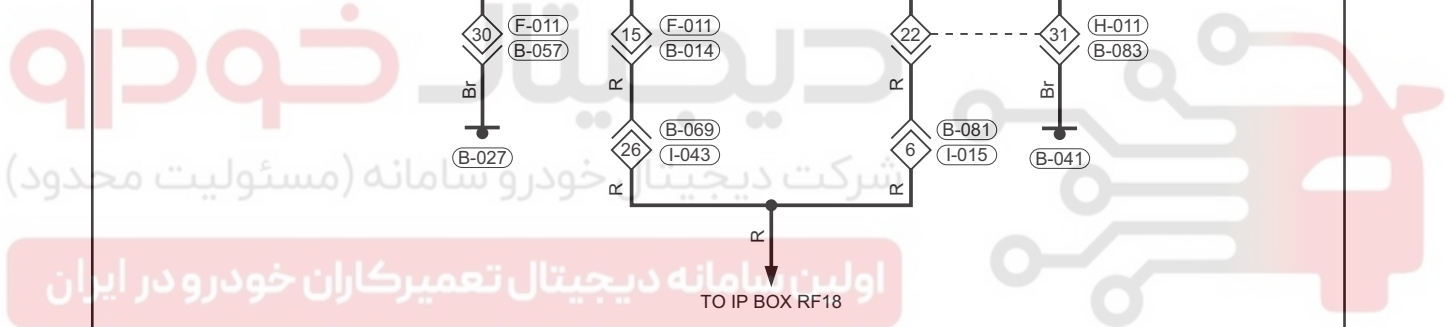 30 F-011 15 F-011 22 31 H-011
B-057 B-014 B-083
Br R R Br
B-069 B-081
B-027 26 I-043 6 I-015 B-041
R R
R
TO IP BOX RF18
دیجیتال خودرو
شرکت دیجیتال خودرو سامانه (مسئولیت محدود)
اولین سامانه دیجیتال تعمیرکاران خودرو در ایران